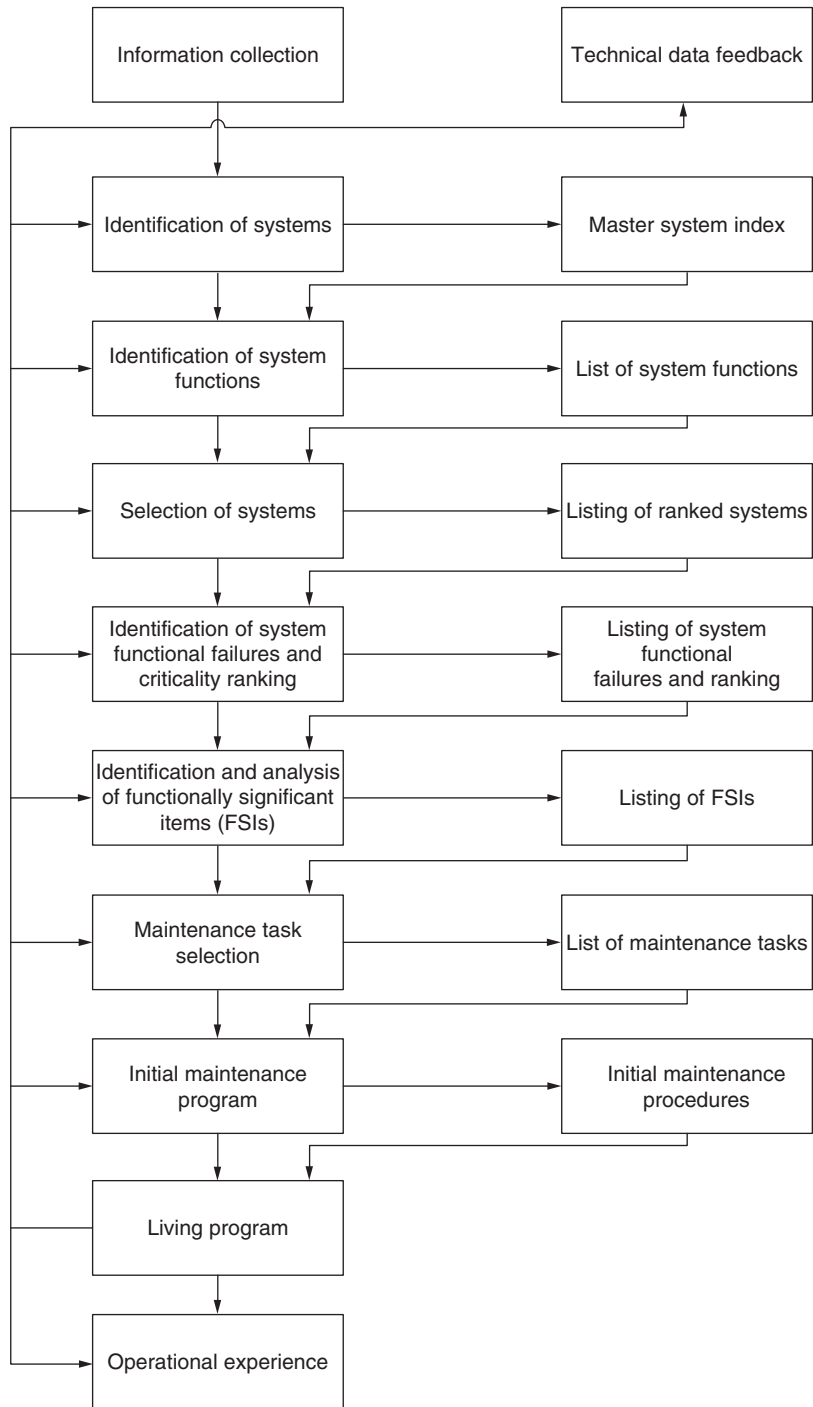 Information collection
Technical data feedback
Identification of systems
Master system index
Identification of system
functions
List of system functions
Selection of systems
Listing of ranked systems
Identification of system
functional failures and
criticality ranking
Listing of system
functional
failures and ranking
Identification and analysis
of functionally significant
items (FSIs)
Listing of FSIs
Maintenance task
selection
List of maintenance tasks
Initial maintenance
program
Initial maintenance
procedures
Living program
Operational experience